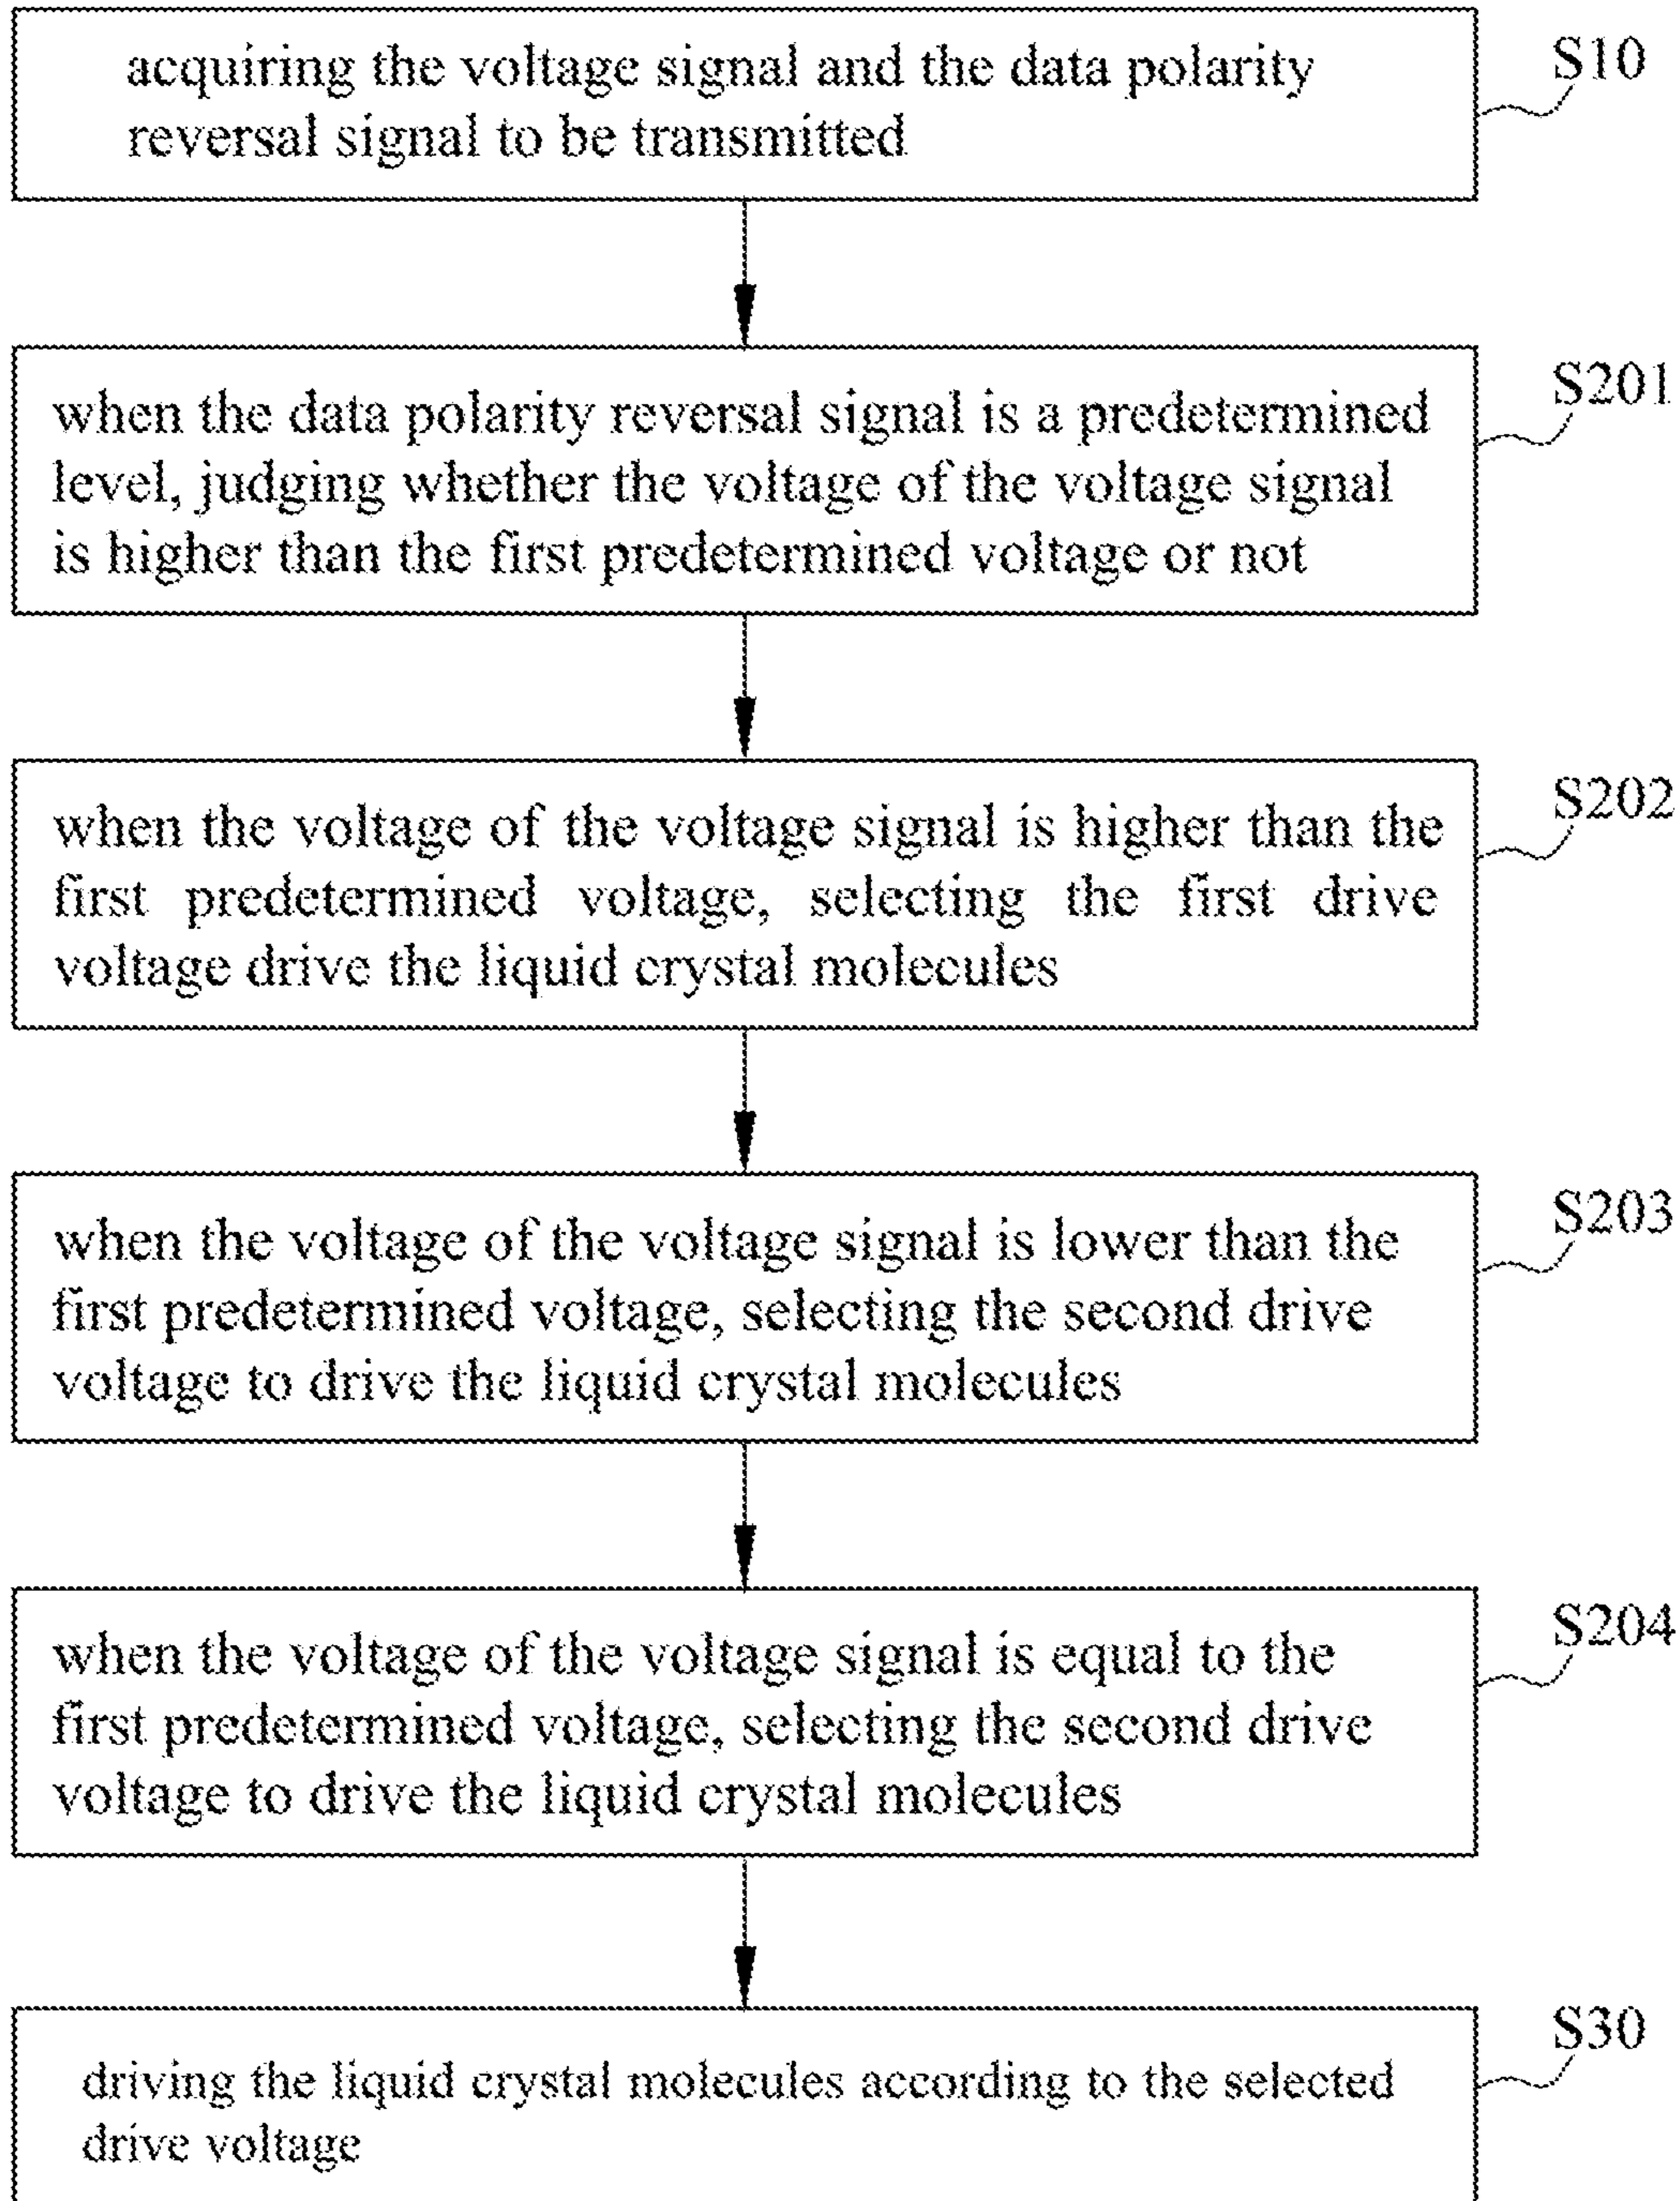 acquiring the voltage signal and the data polarity
reversal signal to be transmitted
S10
when the data polarity reversal signal is a predetermined
level, judging whether the voltage of the voltage signal
is higher than the first predetermined voltage or not
S201
when the voltage of the voltage signal is higher than the
first predetermined voltage, selecting the first drive
voltage drive the liquid crystal molecules
S202
when the voltage of the voltage signal is lower than the
first predetermined voltage, selecting the second drive
voltage to drive the liquid crystal molecules
S203
when the voltage of the voltage signal is equal to the
first predetermined voltage, selecting the second drive
voltage to drive the liquid crystal molecules
S204
driving the liquid crystal molecules according to the selected
drive voltage
S30